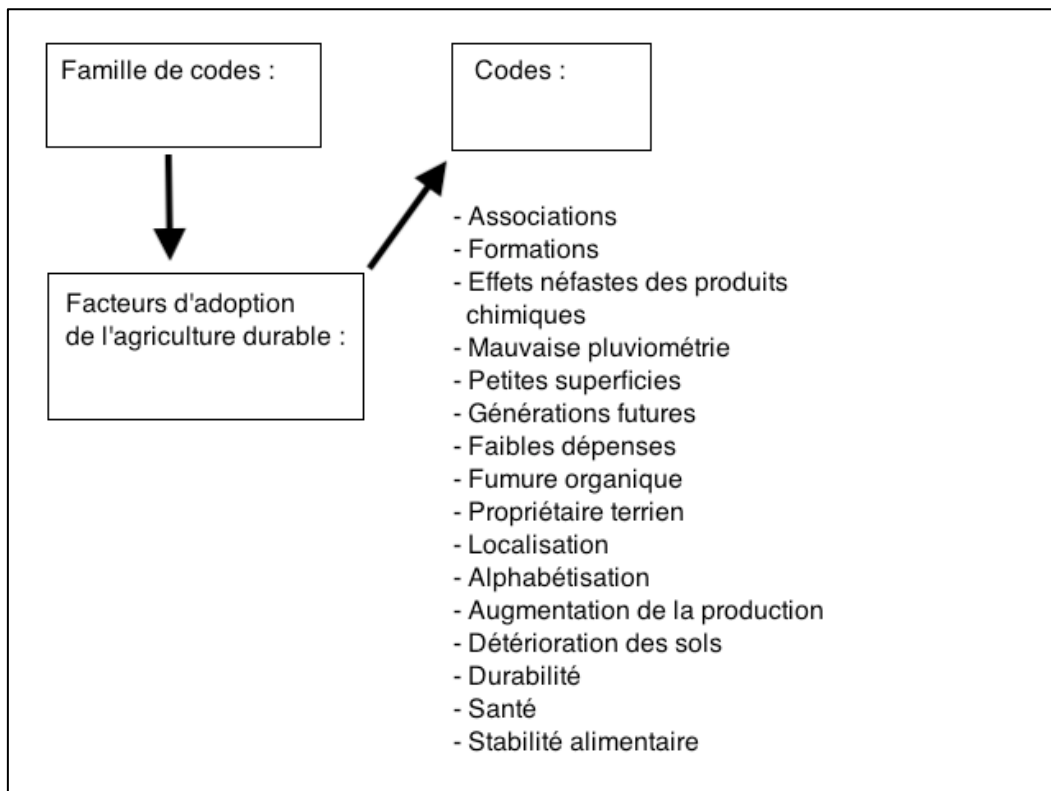 Famille de codes :
Codes :
Facteurs d'adoption
de l'agriculture durable :
- Associations
- Formations
- Effets néfastes des produits
chimiques
- Mauvaise pluviométrie
- Petites superficies
- Générations futures
- Faibles dépenses
- Fumure organique
- Propriétaire terrien
- Localisation
- Alphabétisation
- Augmentation de la production
- Détérioration des sols
- Durabilité
- Santé
- Stabilité alimentaire